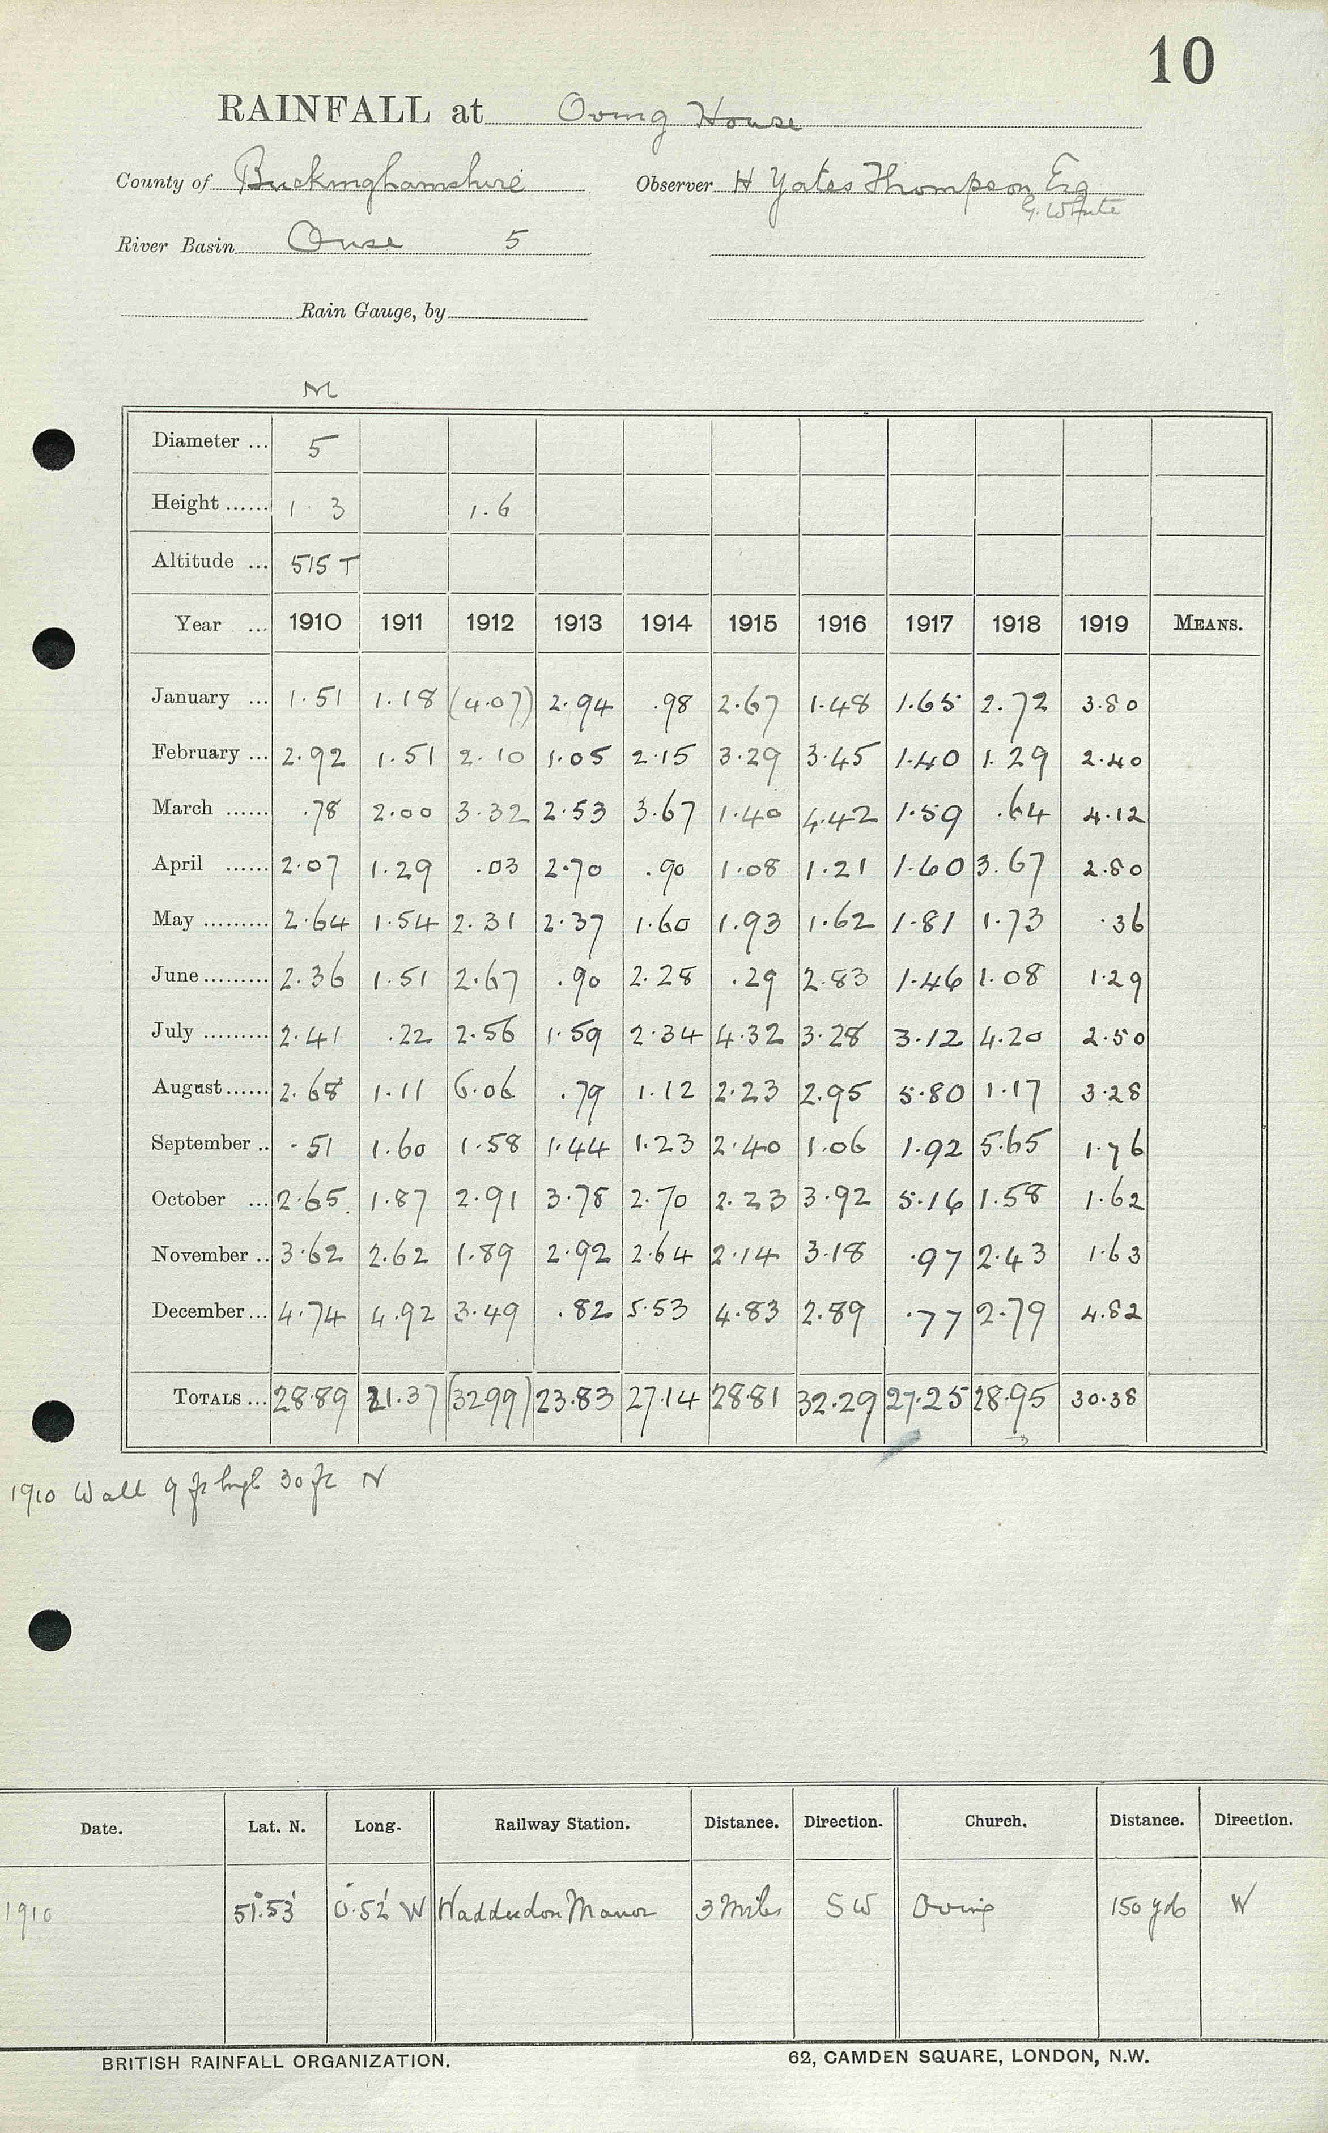 10
RAINFALL at Oving House
County of Buckinghamshire Observer H Yates Thompson Esq
G. White
River Basin Ouse 5
Rain Gauge, by
M
Diameter ... 5
Height ...... 1. 3 1.6
Altitude ... 515 T
Year ... 1910 1911 1912 1913 1914 1915 1916 1917 1918 1919 MEANS.
January ... 1.51 1.18 (4.07) 2.94 .98 2.67 1.48 1.65 2.72 3.80
February ... 2.92 1.51 2.10 1.05 2.15 3.29 3.45 1.40 1.29 2.40
March ...... .78 2.00 3.32 2.53 3.67 1.40 4.42 1.59 .64 4.12
April ...... 2.07 1.29 .03 2.70 .90 1.08 1.21 1.60 3.67 2.80
May ......... 2.64 1.54 2.31 2.37 1.60 1.93 1.62 1.81 1.73 .36
June ......... 2.36 1.51 2.67 .90 2.28 .29 2.83 1.46 1.08 1.29
July ......... 2.41 .22 2.56 1.59 2.34 4.32 3.28 3.12 4.20 2.50
August ...... 2.68 1.11 6.06 .79 1.12 2.23 2.95 5.80 1.17 3.28
September .. .51 1.60 1.58 1.44 1.23 2.40 1.06 1.92 5.65 1.76
October ... 2.65 1.87 2.91 3.78 2.70 2.23 3.92 5.16 1.58 1.62
November .. 3.62 2.62 1.89 2.92 2.64 2.14 3.18 .97 2.43 1.63
December ... 4.74 4.92 3.49 .82 5.53 4.83 2.89 .77 2.79 4.82
TOTALS ... 28.89 21.37 (32.99) 23.83 27.14 28.81 32.29 27.25 28.95 30.38
1910 Wall 9 ft high 30 ft N
Date. Lat. N. Long. Railway Station. Distance. Direction. Church. Distance. Direction.
1910 51°.53' 0°.52' W Waddesdon Manor 3 miles SW Oving 150 yds W
BRITISH RAINFALL ORGANIZATION. 62, CAMDEN SQUARE, LONDON, N.W.